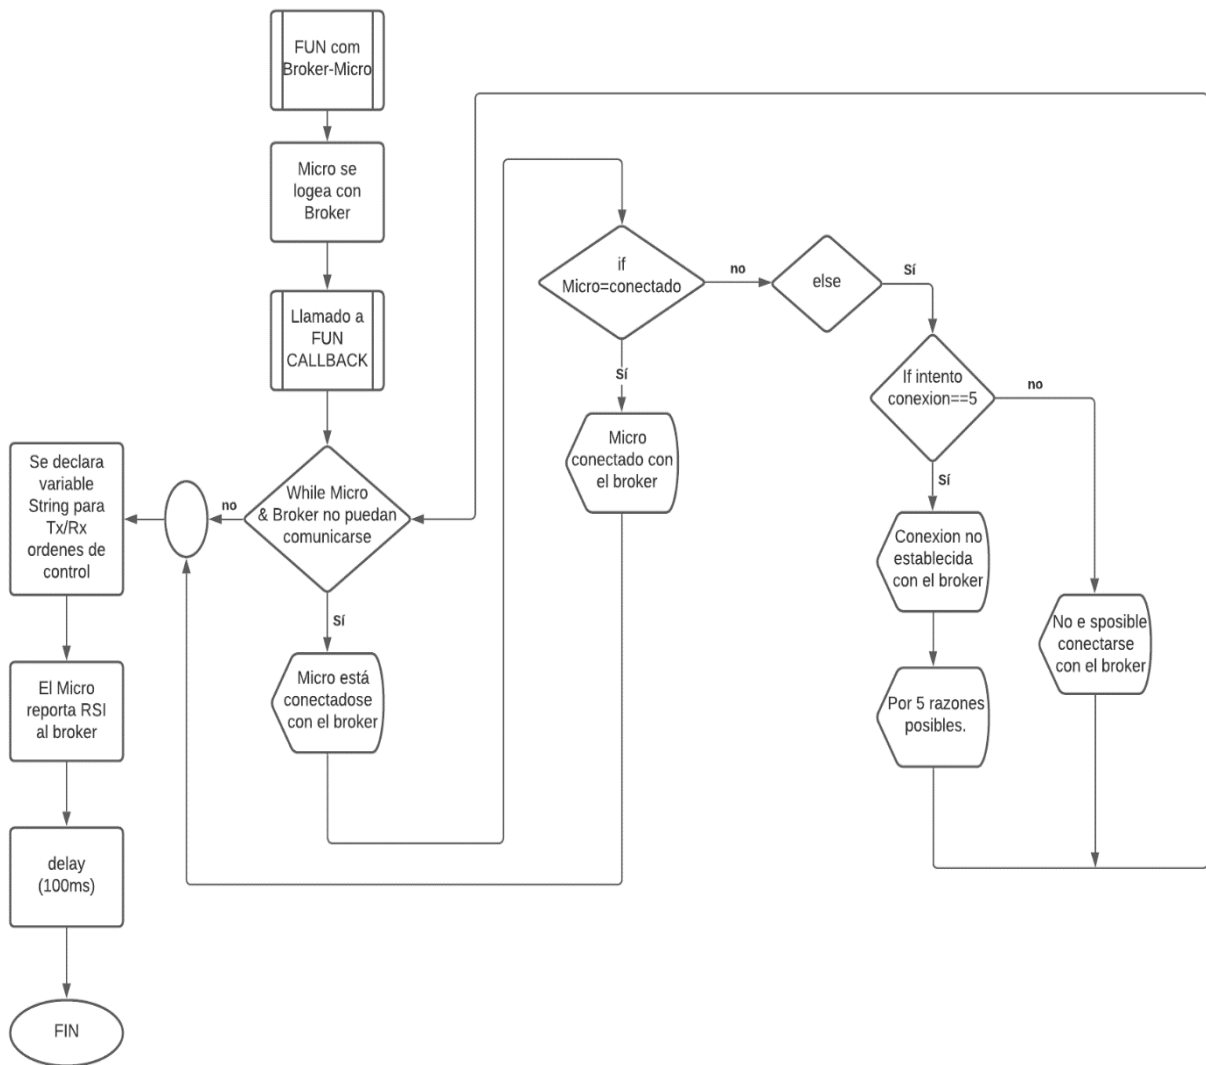 FUN com
Broker-Micro
Micro se
logea con
Broker
Llamado a
FUN
CALLBACK
While Micro
& Broker no puedan
comunicarse
no
Sí
Se declara
variable
String para
Tx/Rx
ordenes de
control
El Micro
reporta RSI
al broker
delay
(100ms)
FIN
Micro está
conectadose
con el broker
if
Micro=conectado
no
Sí
Micro
conectado con
el broker
else
Sí
If intento
conexion==5
no
Sí
Conexion no
establecida
con el broker
Por 5 razones
posibles.
No e sposible
conectarse
con el broker